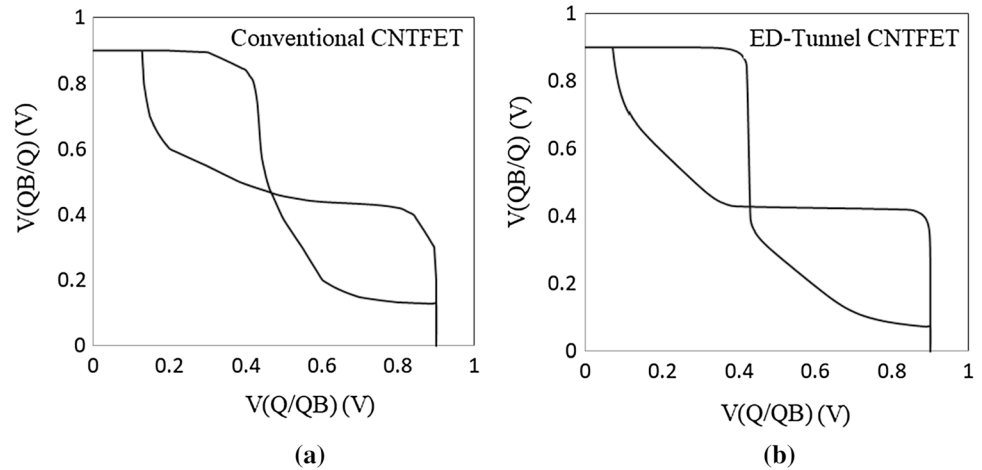 1
Conventional CNTFET
0.8
0.6
0.4
0.2
0
V(QB/Q) (V)
0 0.2 0.4 0.6 0.8 1
V(Q/QB) (V)
(a)
1
ED-Tunnel CNTFET
0.8
0.6
0.4
0.2
0
V(QB/Q) (V)
0 0.2 0.4 0.6 0.8 1
V(Q/QB) (V)
(b)